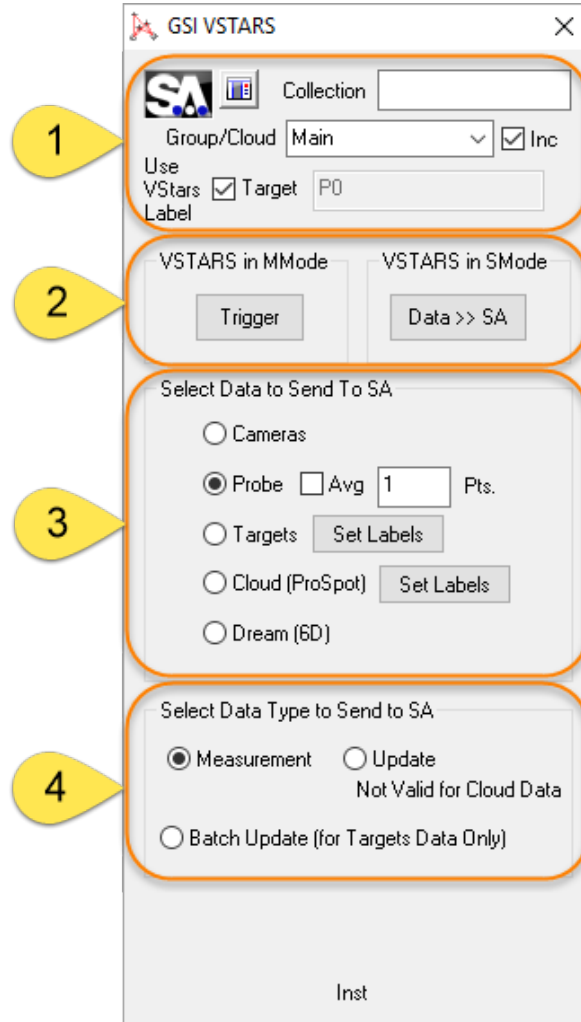 GSI VSTARS
1
SA Collection
Group/Cloud Main Inc
Use
VStars
Label
Target P0
2
VSTARS in MMode VSTARS in SMode
Trigger Data >> SA
3
Select Data to Send To SA
Cameras
Probe Avg 1 Pts.
Targets Set Labels
Cloud (ProSpot) Set Labels
Dream (6D)
4
Select Data Type to Send to SA
Measurement Update
Not Valid for Cloud Data
Batch Update (for Targets Data Only)
Inst